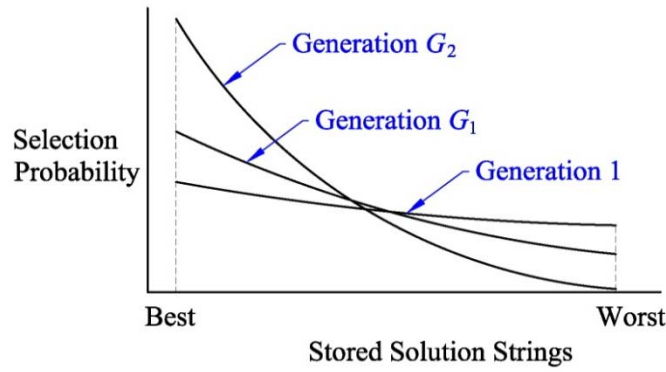 Generation G₂
Generation G₁
Selection
Probability
Generation 1
Best
Worst
Stored Solution Strings